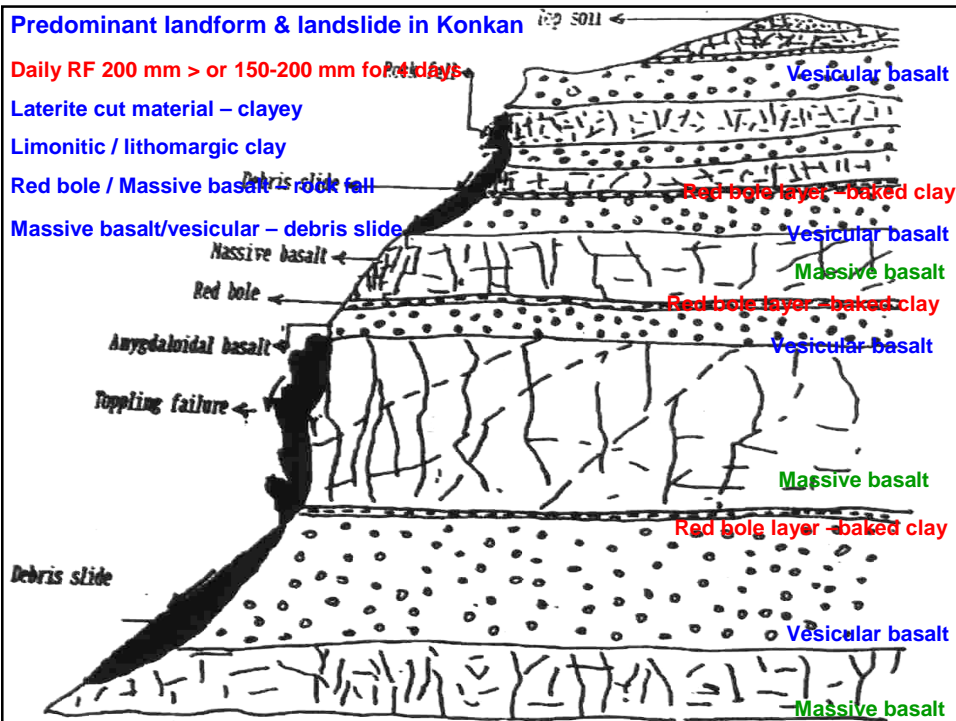 Predominant landform & landslide in Konkan
Top soil
Daily RF 200 mm > or 150-200 mm for 4 days
Rock fall
Vesicular basalt
Laterite cut material – clayey
Limonitic / lithomargic clay
Debris slide
Red bole / Massive basalt – rock fall
Red bole layer –baked clay
Massive basalt/vesicular – debris slide
Vesicular basalt
Massive basalt
Massive basalt
Red bole
Red bole layer –baked clay
Amygdaloidal basalt
Vesicular basalt
Toppling failure
Massive basalt
Red bole layer –baked clay
Debris slide
Vesicular basalt
Massive basalt